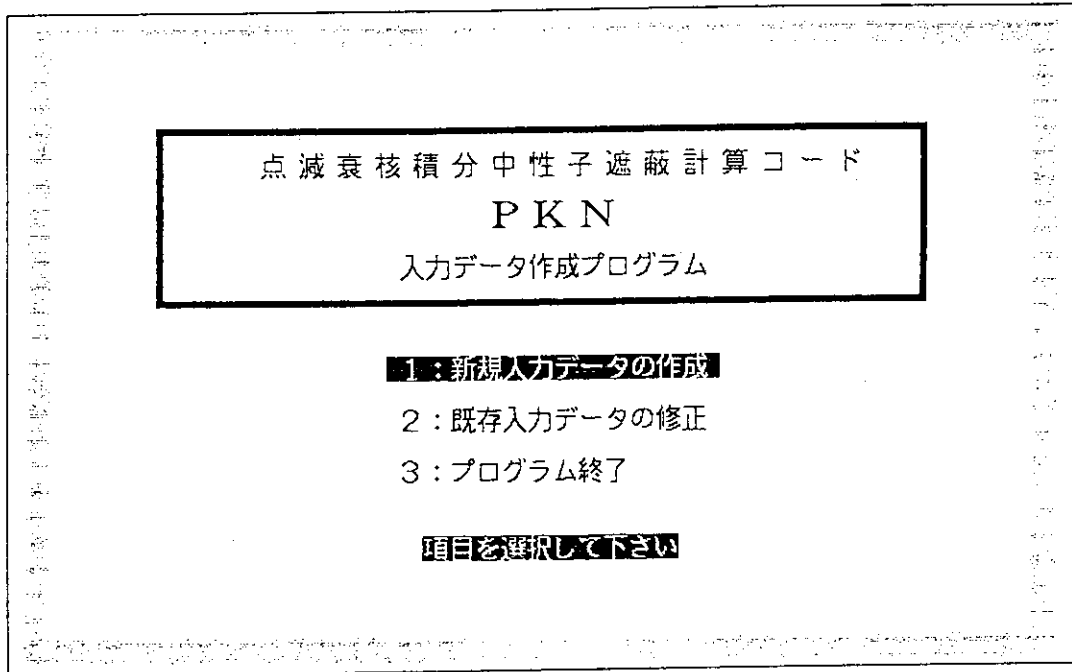 点減衰核積分中性子遮蔽計算コード
ＰＫＮ
入力データ作成プログラム
１：新規入力データの作成
２：既存入力データの修正
３：プログラム終了
項目を選択して下さい